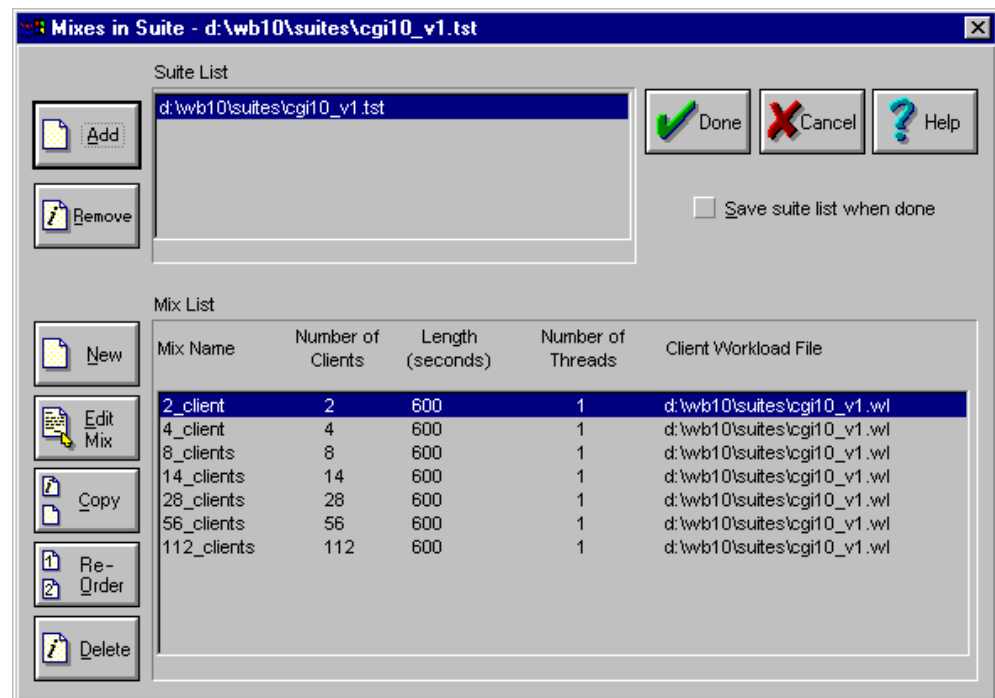 Mixes in Suite - d:\wb10\suites\cgi10_v1.tst
Suite List
d:\wb10\suites\cgi10_v1.tst
Add
Remove
Done
Cancel
Help
Save suite list when done
Mix List
New
Edit
Mix
Copy
Re-
Order
Delete
Mix Name Number of Clients Length (seconds) Number of Threads Client Workload File
2_client 2 600 1 d:\wb10\suites\cgi10_v1.wl
4_client 4 600 1 d:\wb10\suites\cgi10_v1.wl
8_clients 8 600 1 d:\wb10\suites\cgi10_v1.wl
14_clients 14 600 1 d:\wb10\suites\cgi10_v1.wl
28_clients 28 600 1 d:\wb10\suites\cgi10_v1.wl
56_clients 56 600 1 d:\wb10\suites\cgi10_v1.wl
112_clients 112 600 1 d:\wb10\suites\cgi10_v1.wl